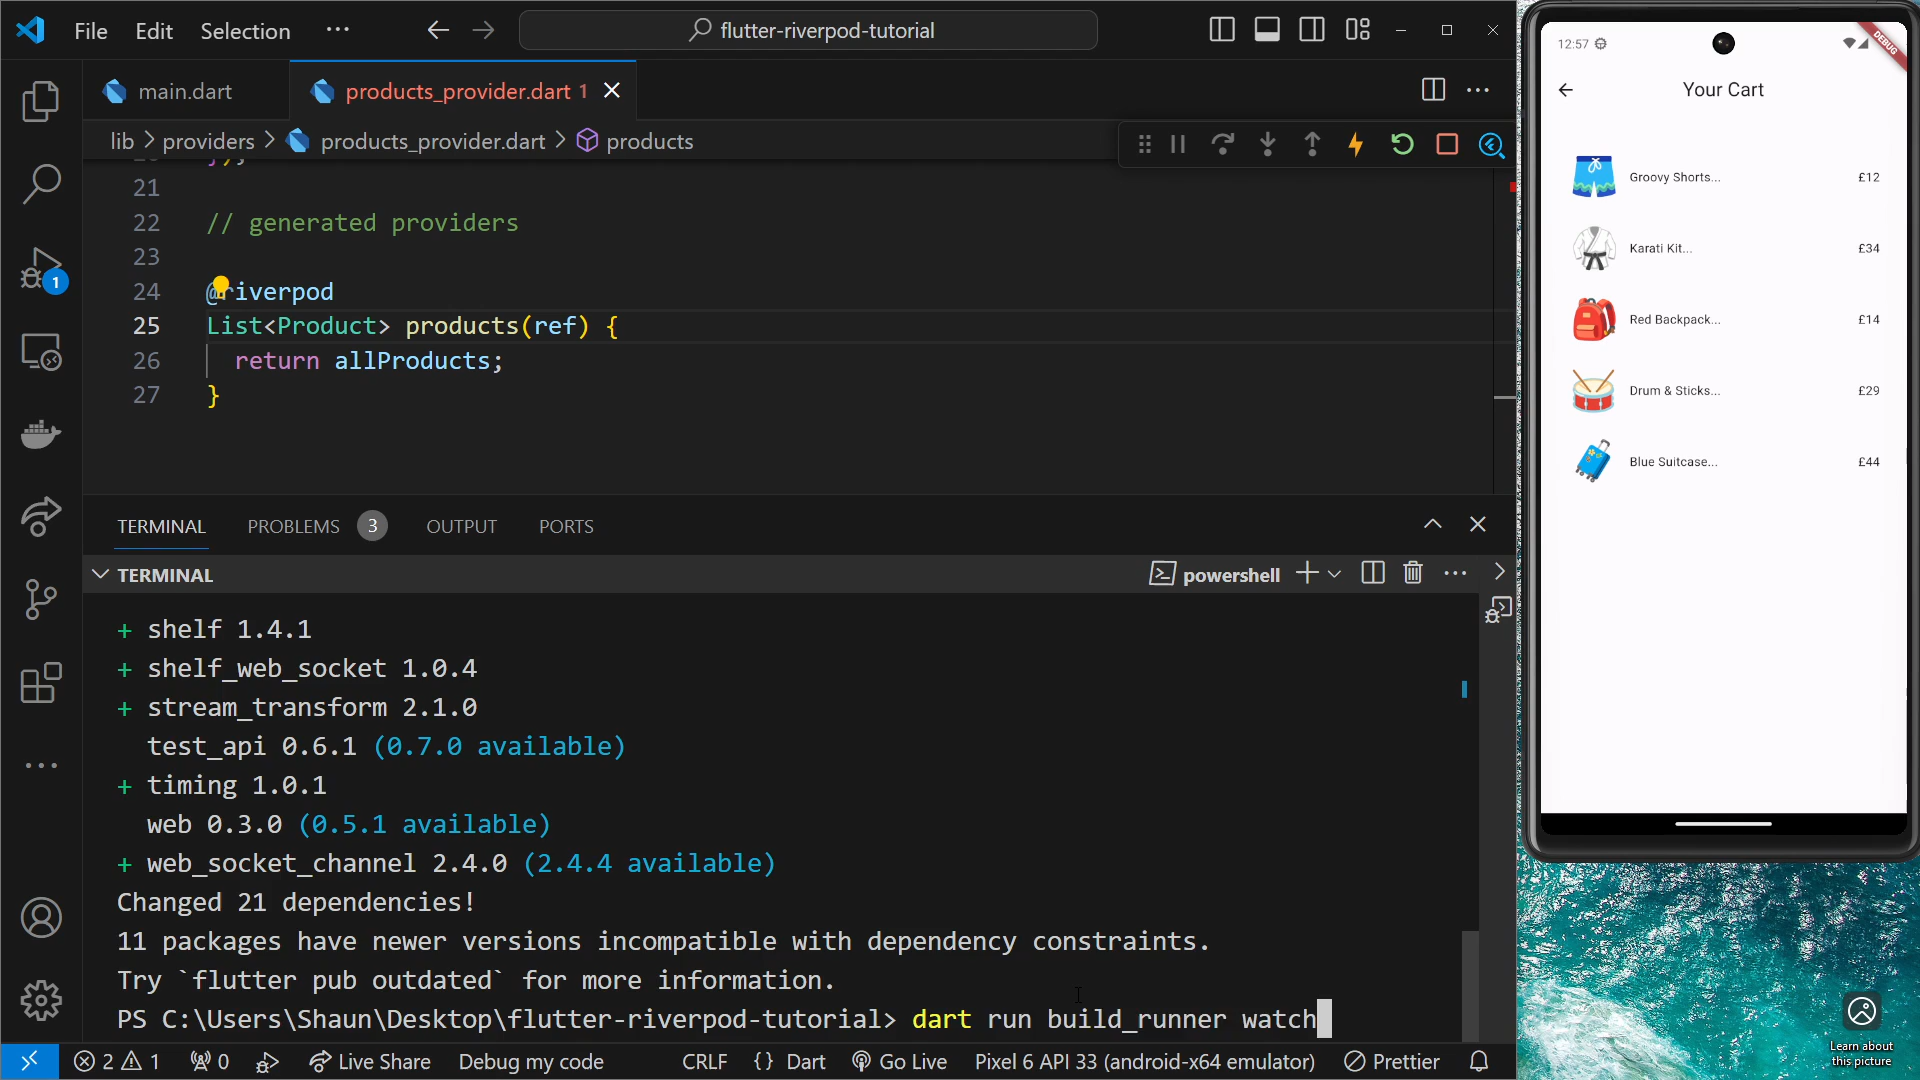 File Edit Selection ···
flutter-riverpod-tutorial
main.dart
products_provider.dart 1
lib > providers > products_provider.dart > products
21
22 // generated providers
23
24 @riverpod
25 List<Product> products(ref) {
26 return allProducts;
27 }
TERMINAL PROBLEMS 3 OUTPUT PORTS
TERMINAL
powershell
+ shelf 1.4.1
+ shelf_web_socket 1.0.4
+ stream_transform 2.1.0
test_api 0.6.1 (0.7.0 available)
+ timing 1.0.1
web 0.3.0 (0.5.1 available)
+ web_socket_channel 2.4.0 (2.4.4 available)
Changed 21 dependencies!
11 packages have newer versions incompatible with dependency constraints.
Try `flutter pub outdated` for more information.
PS C:\Users\Shaun\Desktop\flutter-riverpod-tutorial> dart run build_runner watch
1
2 1 0 Live Share Debug my code CRLF {} Dart Go Live Pixel 6 API 33 (android-x64 emulator) Prettier
12:57
DEBUG
Your Cart
Groovy Shorts... £12
Karati Kit... £34
Red Backpack... £14
Drum & Sticks... £29
Blue Suitcase... £44
Learn about
this picture